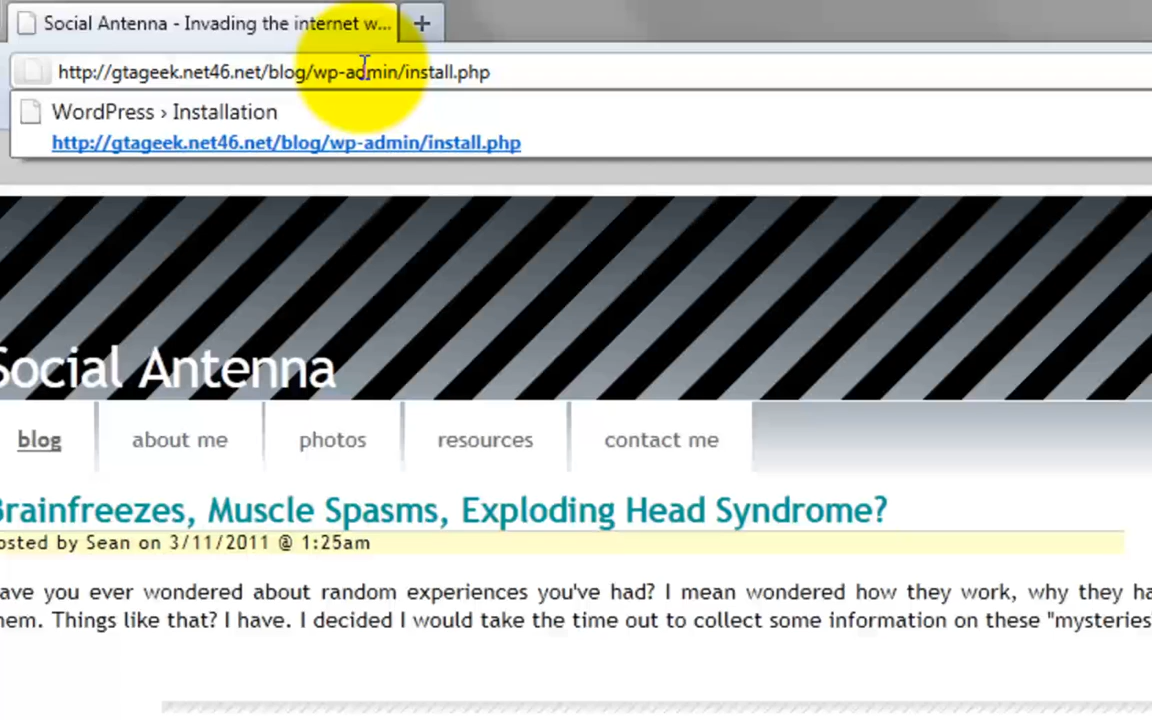 Social Antenna - Invading the internet w...
http://gtageek.net46.net/blog/wp-admin/install.php
WordPress › Installation
http://gtageek.net46.net/blog/wp-admin/install.php
Social Antenna
blog about me photos resources contact me
Brainfreezes, Muscle Spasms, Exploding Head Syndrome?
osted by Sean on 3/11/2011 @ 1:25am
ave you ever wondered about random experiences you've had? I mean wondered how they work, why they ha
hem. Things like that? I have. I decided I would take the time out to collect some information on these "mysteries"